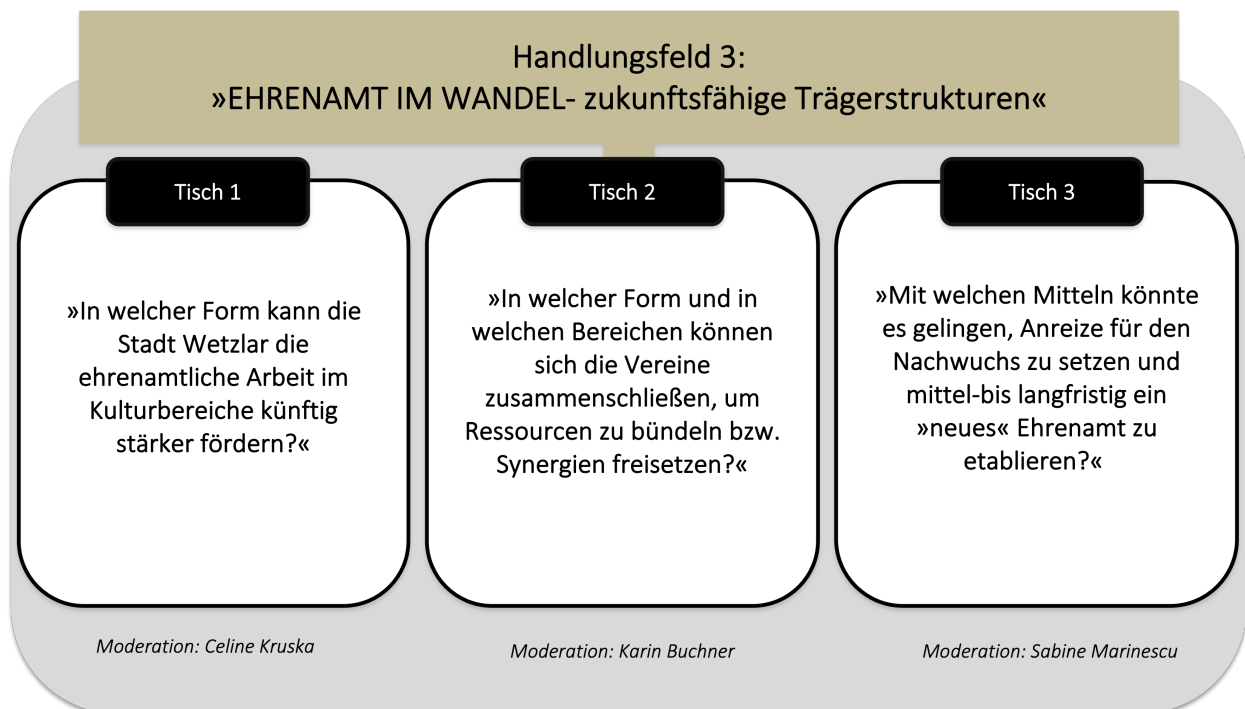 Handlungsfeld 3:
»EHRENAMT IM WANDEL- zukunftsfähige Trägerstrukturen«
Tisch 1
»In welcher Form kann die
Stadt Wetzlar die
ehrenamtliche Arbeit im
Kulturbereiche künftig
stärker fördern?«
Moderation: Celine Kruska
Tisch 2
»In welcher Form und in
welchen Bereichen können
sich die Vereine
zusammenschließen, um
Ressourcen zu bündeln bzw.
Synergien freisetzen?«
Moderation: Karin Buchner
Tisch 3
»Mit welchen Mitteln könnte
es gelingen, Anreize für den
Nachwuchs zu setzen und
mittel-bis langfristig ein
»neues« Ehrenamt zu
etablieren?«
Moderation: Sabine Marinescu